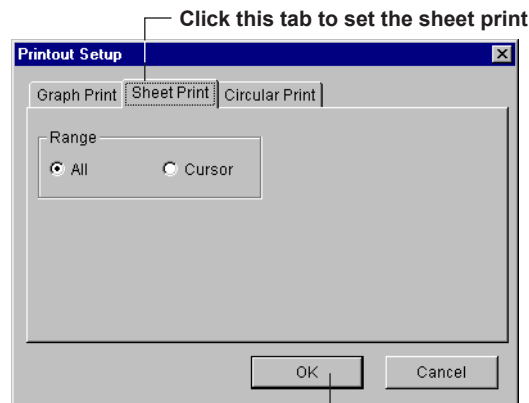 Click this tab to set the sheet print
Printout Setup
Graph Print Sheet Print Circular Print
Range
All Cursor
OK Cancel